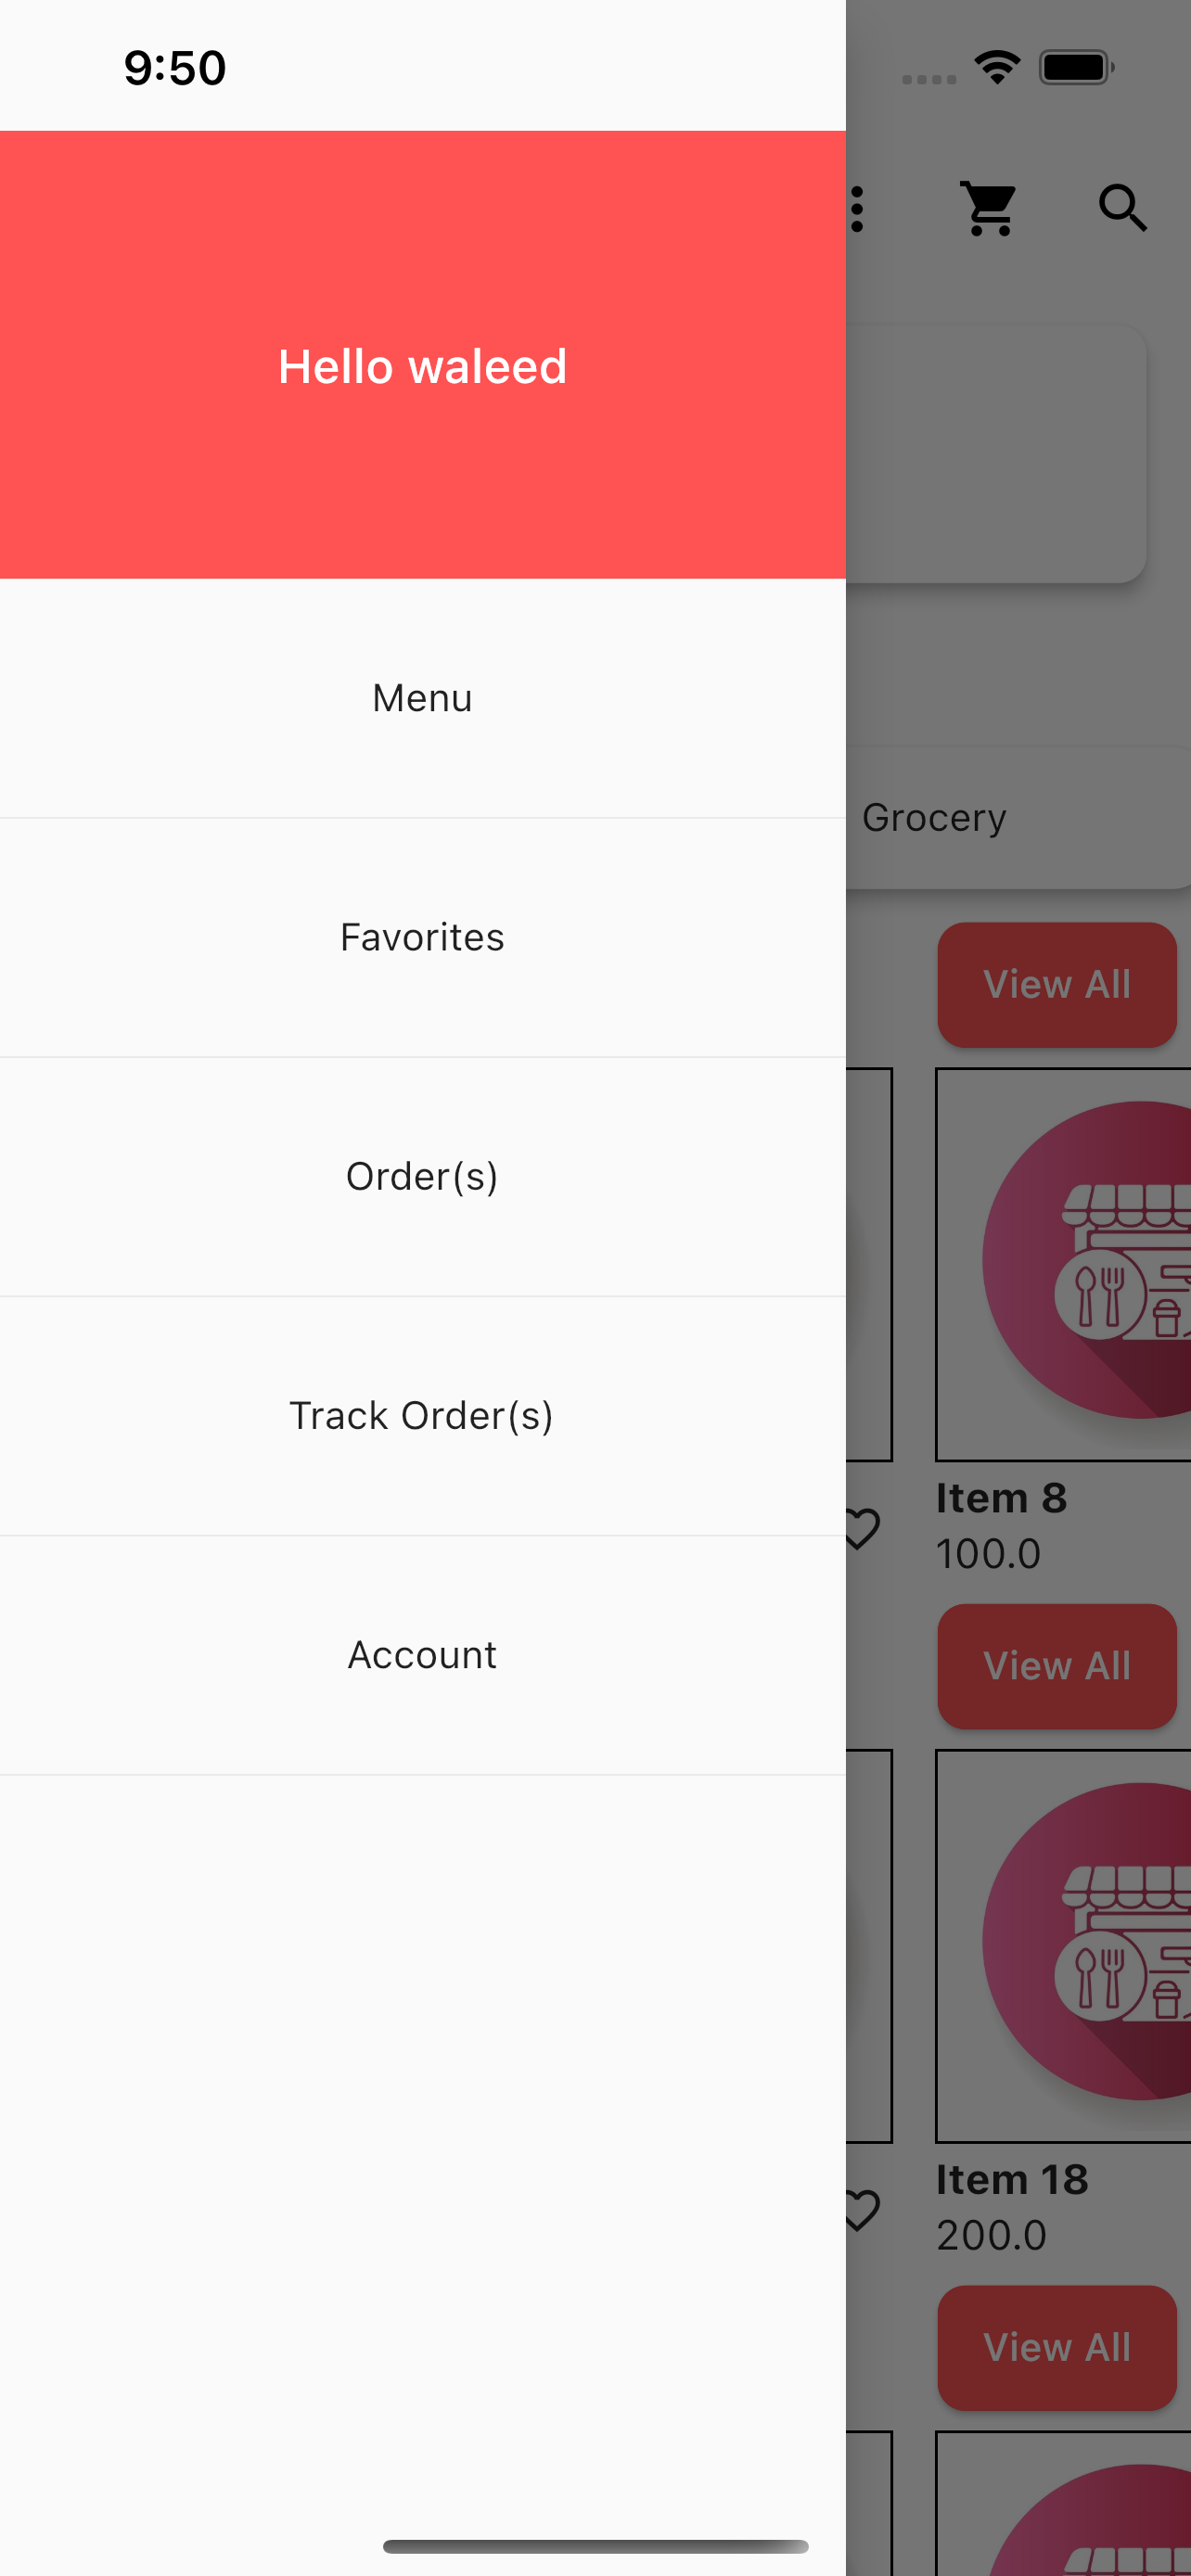 9:50
Hello waleed
Menu
Favorites
Order(s)
Track Order(s)
Account
Grocery
View All
Item 8
100.0
View All
Item 18
200.0
View All